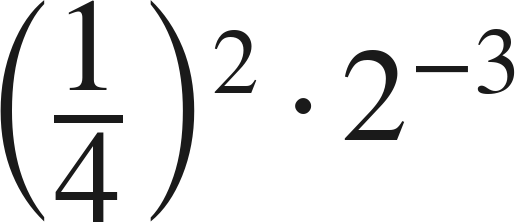 (1/4)² · 2⁻³